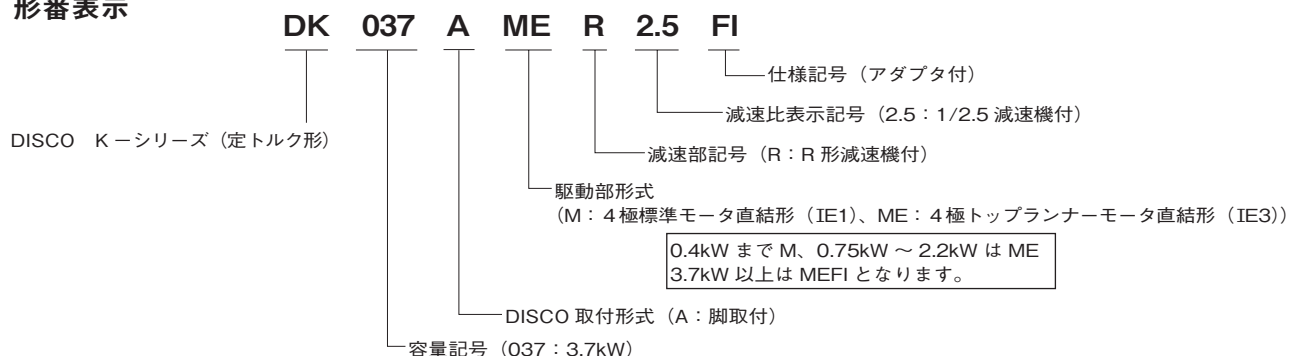 形番表示
DK 037 A ME R 2.5 FI
仕様記号（アダプタ付）
減速比表示記号（2.5：1/2.5 減速機付）
DISCO　K －シリーズ（定トルク形）
減速部記号（R：R 形減速機付）
駆動部形式
（M：４極標準モータ直結形（IE1）、ME：４極トップランナーモータ直結形（IE3））
0.4kW まで M、0.75kW ～ 2.2kW は ME
3.7kW 以上は MEFI となります。
DISCO 取付形式（A：脚取付）
容量記号（037：3.7kW）